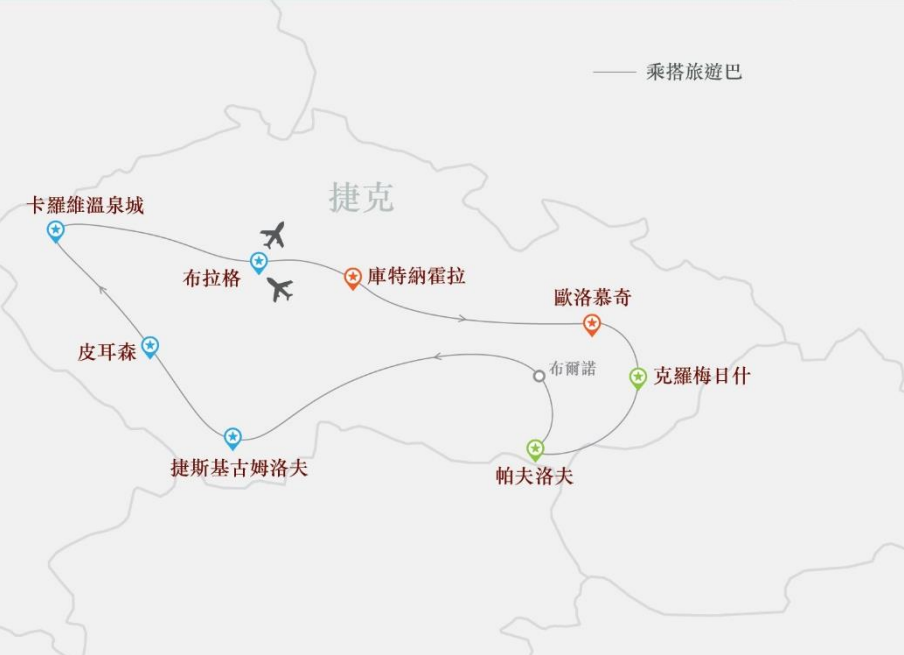 乘搭旅遊巴
捷克
卡羅維溫泉城
布拉格
庫特納霍拉
歐洛慕奇
皮耳森
布爾諾
克羅梅日什
捷斯基古姆洛夫
帕夫洛夫